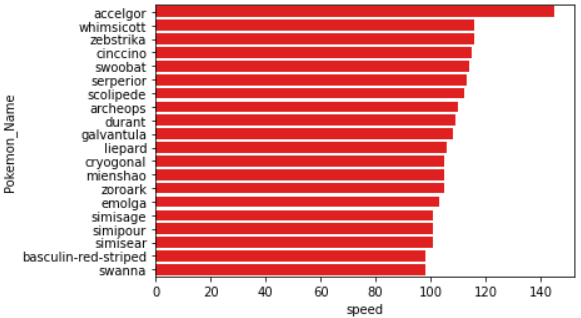 accelgor
whimsicott
zebstrika
cinccino
swoobat
serperior
scolipede
archeops
durant
galvantula
liepard
cryogonal
mienshao
zoroark
emolga
simisage
simipour
simisear
basculin-red-striped
swanna
Pokemon_Name
0 20 40 60 80 100 120 140
speed